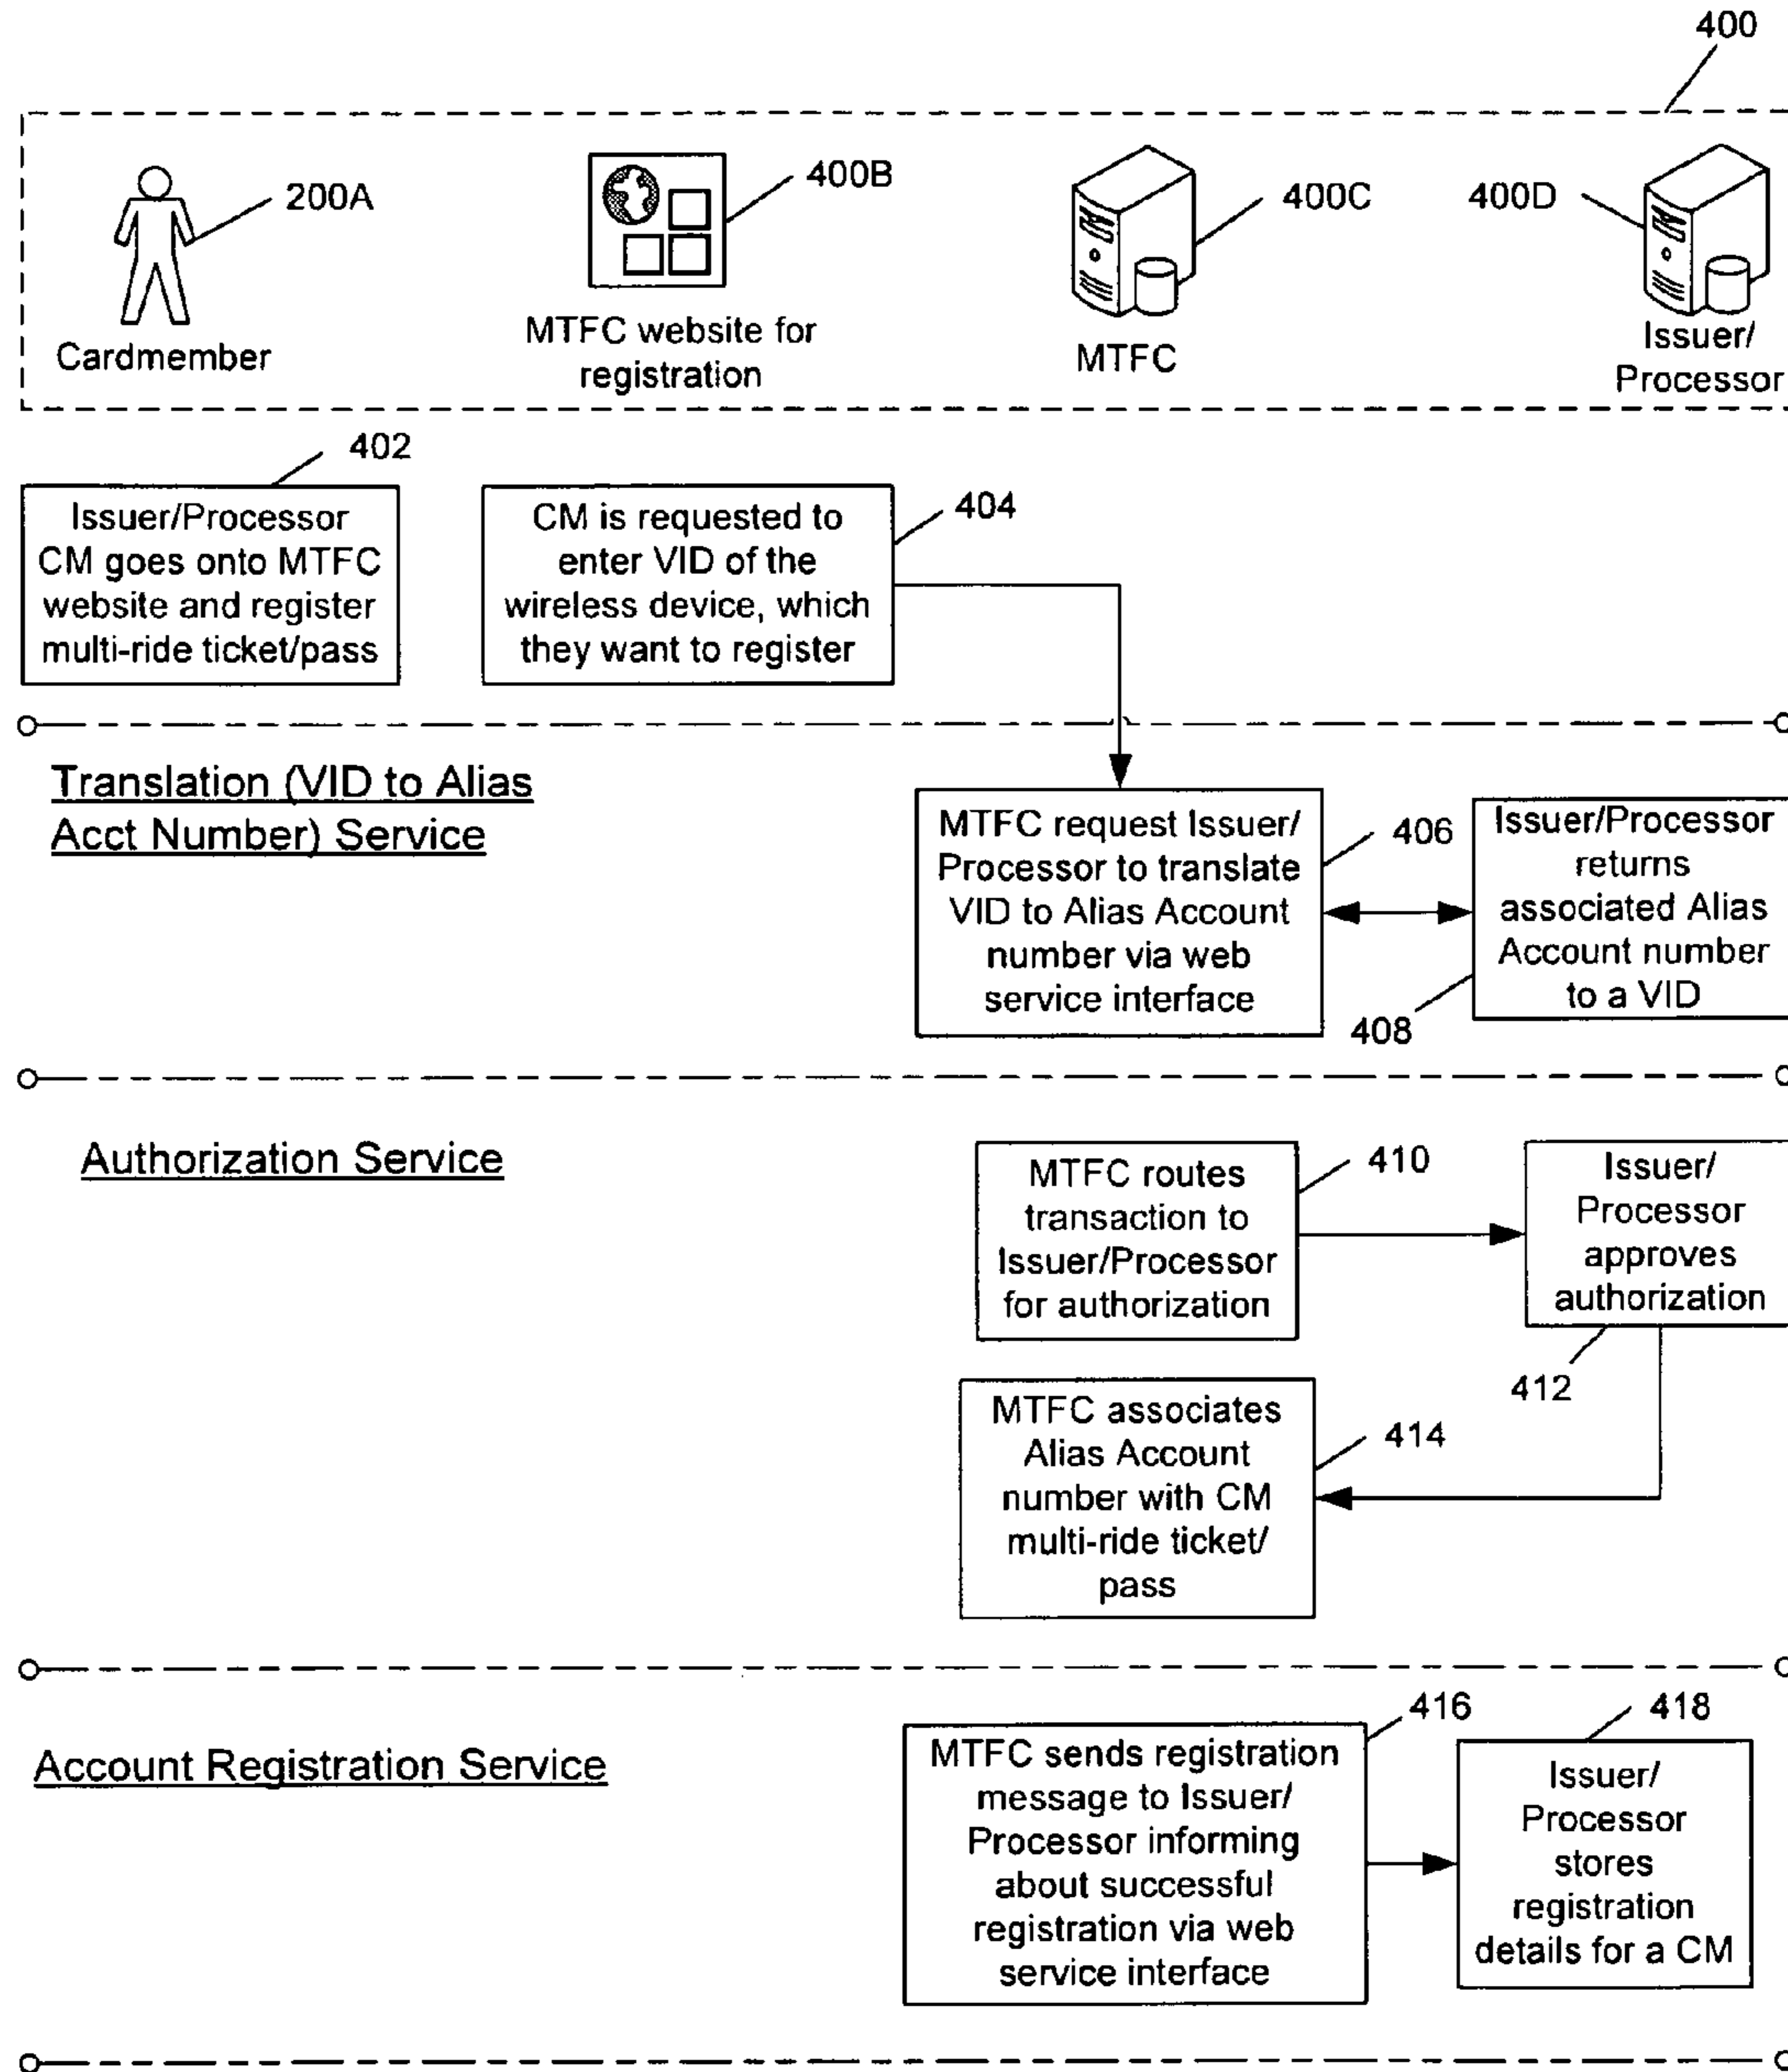 400
200A
400B
400C
400D
Cardmember
MTFC website for
registration
MTFC
Issuer/
Processor
402
Issuer/Processor
CM goes onto MTFC
website and register
multi-ride ticket/pass
404
CM is requested to
enter VID of the
wireless device, which
they want to register
Translation (VID to Alias
Acct Number) Service
MTFC request Issuer/
Processor to translate
VID to Alias Account
number via web
service interface
406
Issuer/Processor
returns
associated Alias
Account number
to a VID
408
Authorization Service
MTFC routes
transaction to
Issuer/Processor
for authorization
410
Issuer/
Processor
approves
authorization
412
MTFC associates
Alias Account
number with CM
multi-ride ticket/
pass
414
Account Registration Service
416
MTFC sends registration
message to Issuer/
Processor informing
about successful
registration via web
service interface
418
Issuer/
Processor
stores
registration
details for a CM